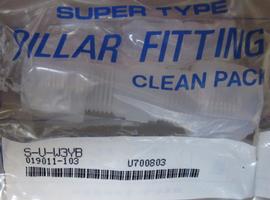 SUPER TYPE
PILLAR FITTING
CLEAN PACK
S-U-W3YB
019011-103 U700803